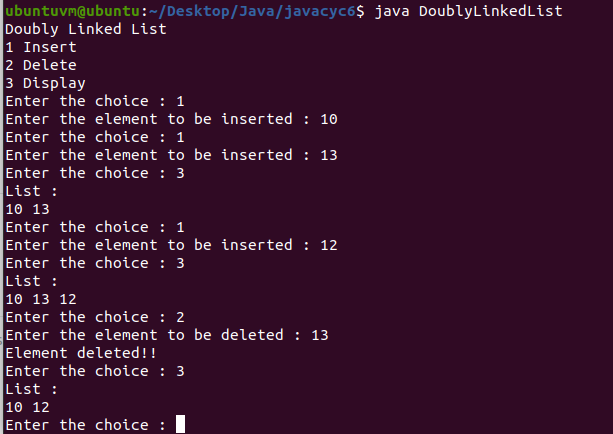 ubuntuvm@ubuntu:~/Desktop/Java/javacyc6$ java DoublyLinkedList
Doubly Linked List
1 Insert
2 Delete
3 Display
Enter the choice : 1
Enter the element to be inserted : 10
Enter the choice : 1
Enter the element to be inserted : 13
Enter the choice : 3
List :
10 13
Enter the choice : 1
Enter the element to be inserted : 12
Enter the choice : 3
List :
10 13 12
Enter the choice : 2
Enter the element to be deleted : 13
Element deleted!!
Enter the choice : 3
List :
10 12
Enter the choice :